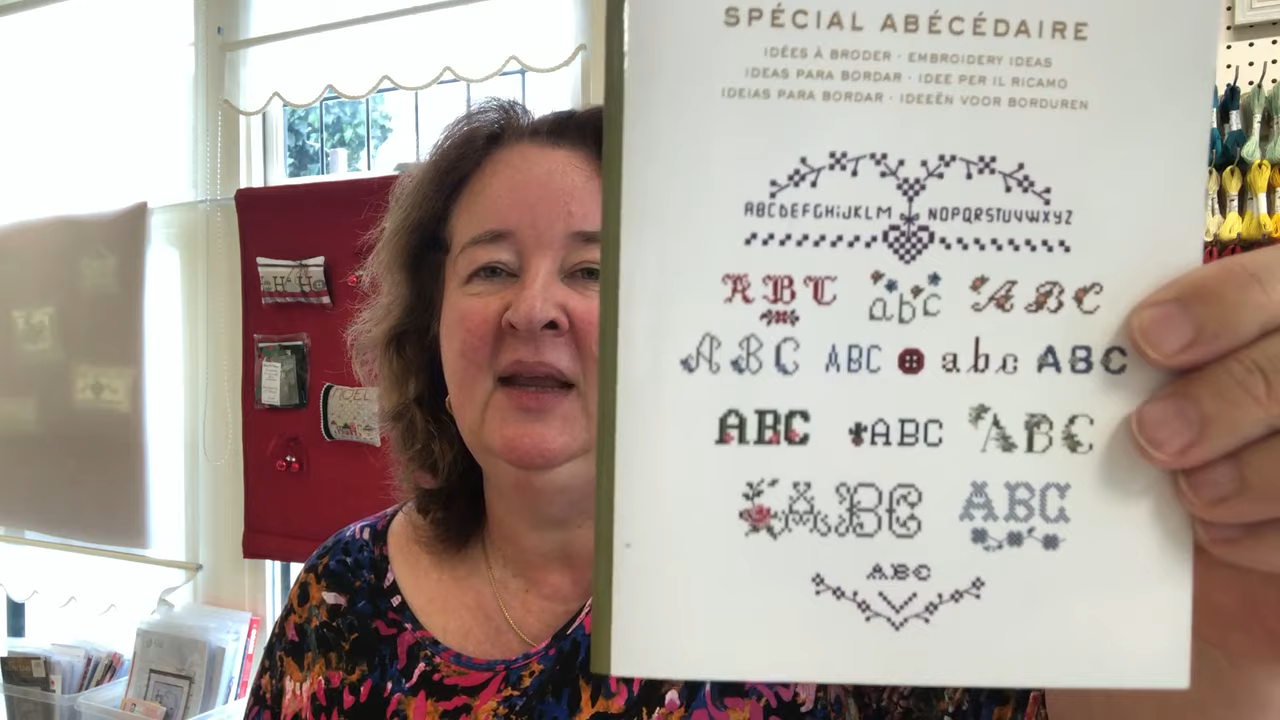 SPÉCIAL ABÉCÉDAIRE
IDÉES À BRODER · EMBROIDERY IDEAS
IDEAS PARA BORDAR · IDEE PER IL RICAMO
IDEIAS PARA BORDAR · IDEEËN VOOR BORDUREN
ABCDEFGHiJKLM NOPQRSTUVWXYZ
ABC abc ABC
ABC ABC abc ABC
ABC ABC ABC
ABC ABC
ABC
NOEL